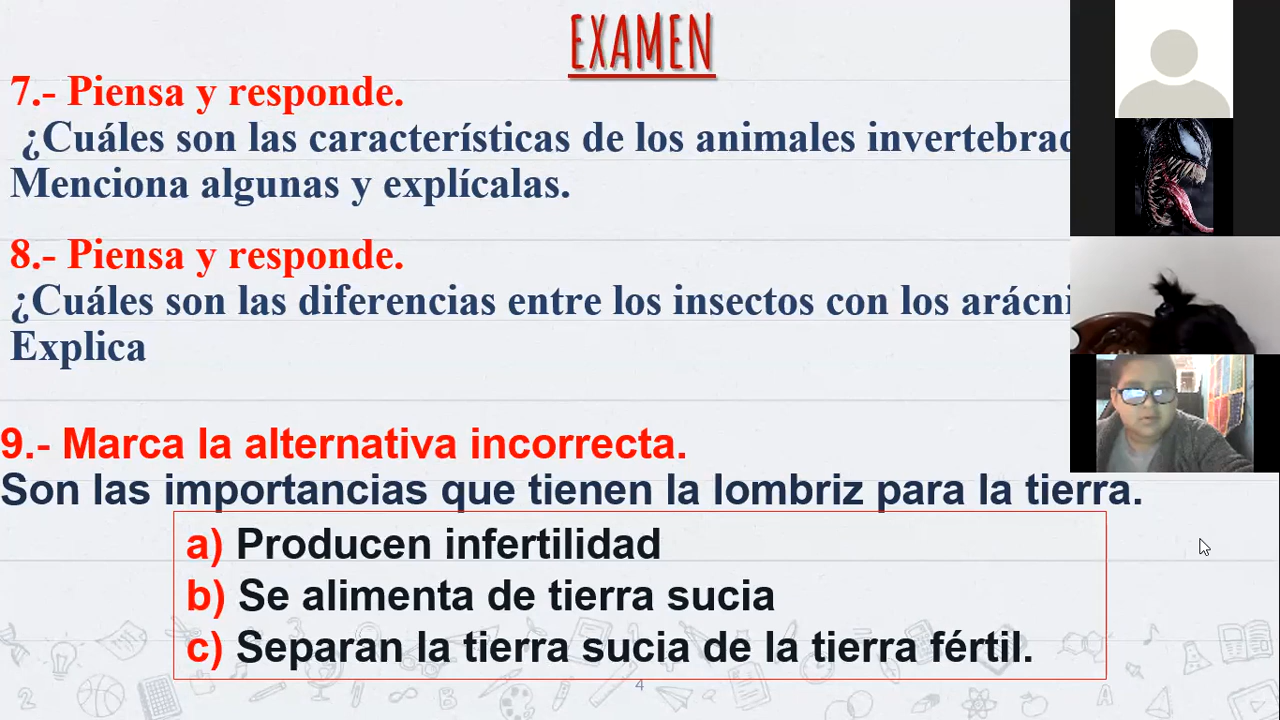 EXAMEN
7.- Piensa y responde.
¿Cuáles son las características de los animales
Menciona algunas y explícalas.
8.- Piensa y responde.
¿Cuáles son las diferencias entre los insectos con los
Explica
9.- Marca la alternativa incorrecta.
Son las importancias que tienen la lombriz para la tierra.
a) Producen infertilidad
b) Se alimenta de tierra sucia
c) Separan la tierra sucia de la tierra fértil.
4